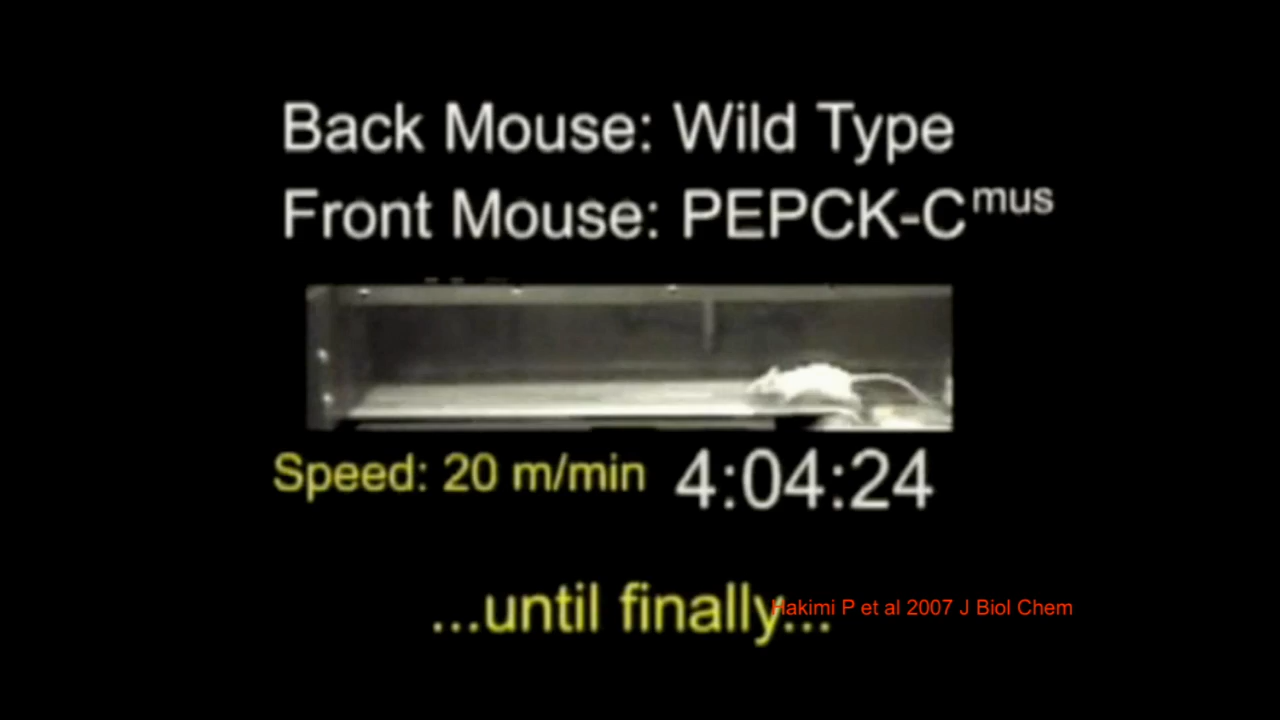 Back Mouse: Wild Type
Front Mouse: PEPCK-Cmus
Speed: 20 m/min 4:04:24
...until finally...
Hakimi P et al 2007 J Biol Chem